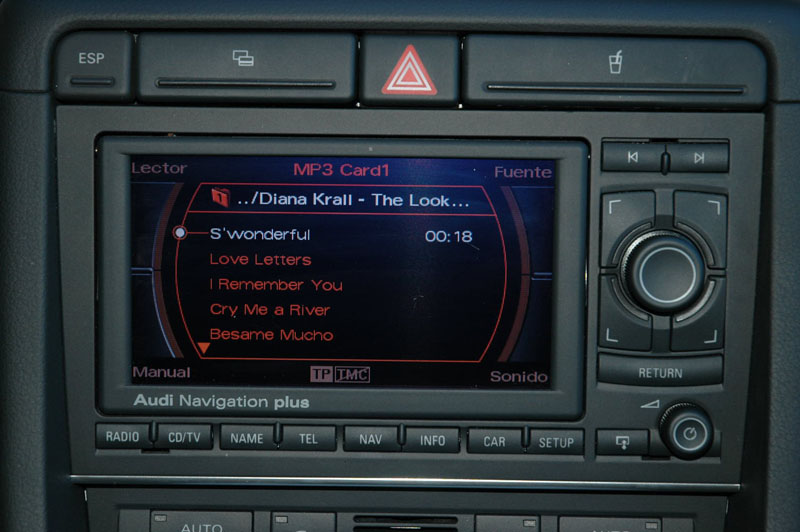 ESP
Lector MP3 Card1 Fuente
../Diana Krall - The Look...
S'wonderful 00:18
Love Letters
I Remember You
Cry Me a River
Besame Mucho
Manual TP TMC Sonido
RETURN
Audi Navigation plus
RADIO CD/TV NAME TEL NAV INFO CAR SETUP
AUTO